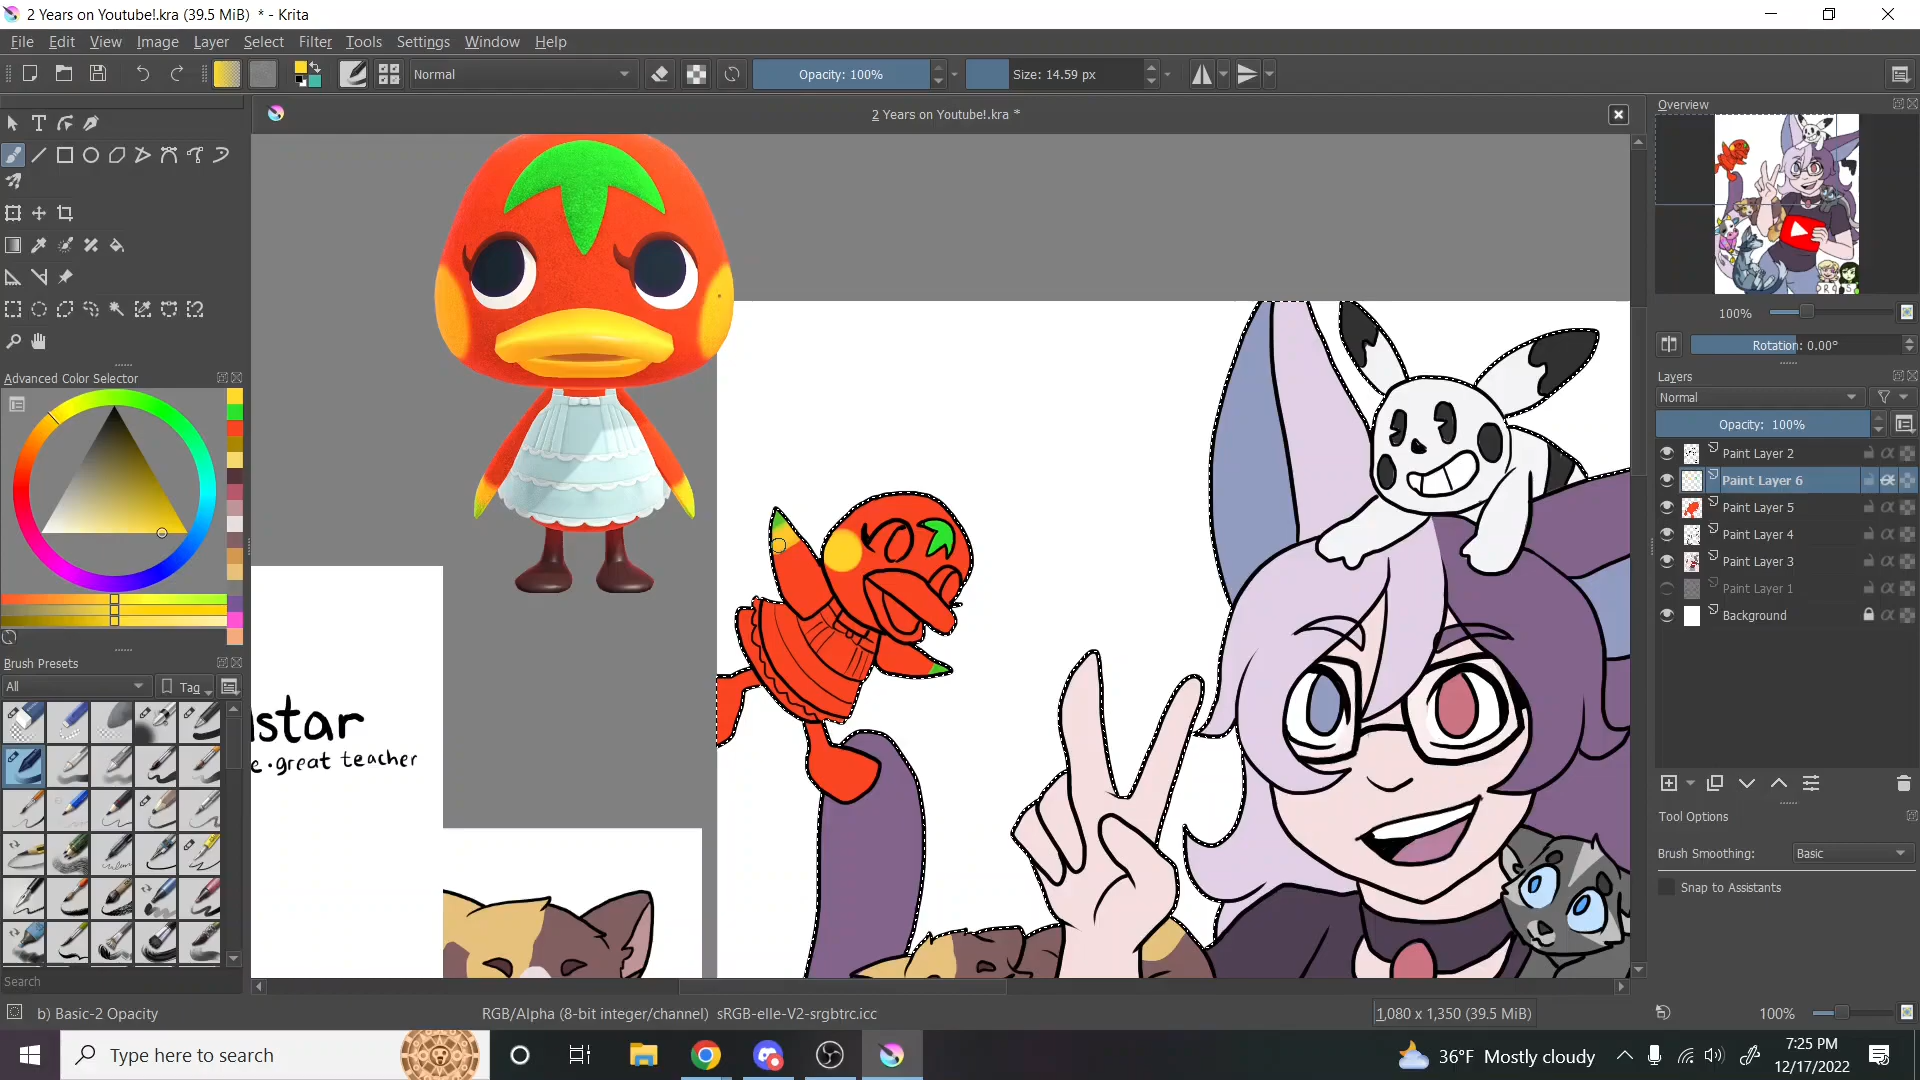 2 Years on Youtube!.kra (39.5 MiB)  * - Krita
File Edit View Image Layer Select Filter Tools Settings Window Help
Normal
Opacity: 100%
Size: 14.59 px
2 Years on Youtube!.kra *
Overview
100%
Rotation: 0.00°
Advanced Color Selector
Layers
Normal
Opacity: 100%
Paint Layer 2
Paint Layer 6
Paint Layer 5
Paint Layer 4
Paint Layer 3
Paint Layer 1
Background
Brush Presets
All
Tag
star
e·great teacher
Tool Options
Brush Smoothing: Basic
Snap to Assistants
Search
b) Basic-2 Opacity
RGB/Alpha (8-bit integer/channel)  sRGB-elle-V2-srgbtrc.icc
1,080 x 1,350 (39.5 MiB)
100%
Type here to search
36°F Mostly cloudy
7:25 PM
12/17/2022